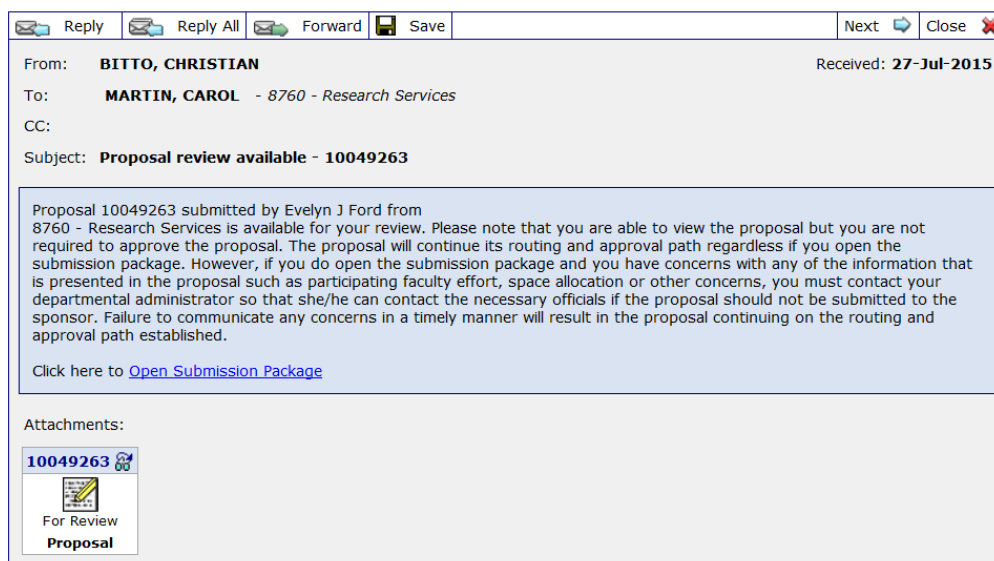 Reply Reply All Forward Save Next Close
From: BITTO, CHRISTIAN Received: 27-Jul-2015
To: MARTIN, CAROL - 8760 - Research Services
CC:
Subject: Proposal review available - 10049263
Proposal 10049263 submitted by Evelyn J Ford from
8760 - Research Services is available for your review. Please note that you are able to view the proposal but you are not
required to approve the proposal. The proposal will continue its routing and approval path regardless if you open the
submission package. However, if you do open the submission package and you have concerns with any of the information that
is presented in the proposal such as participating faculty effort, space allocation or other concerns, you must contact your
departmental administrator so that she/he can contact the necessary officials if the proposal should not be submitted to the
sponsor. Failure to communicate any concerns in a timely manner will result in the proposal continuing on the routing and
approval path established.
Click here to Open Submission Package
Attachments:
10049263
For Review
Proposal